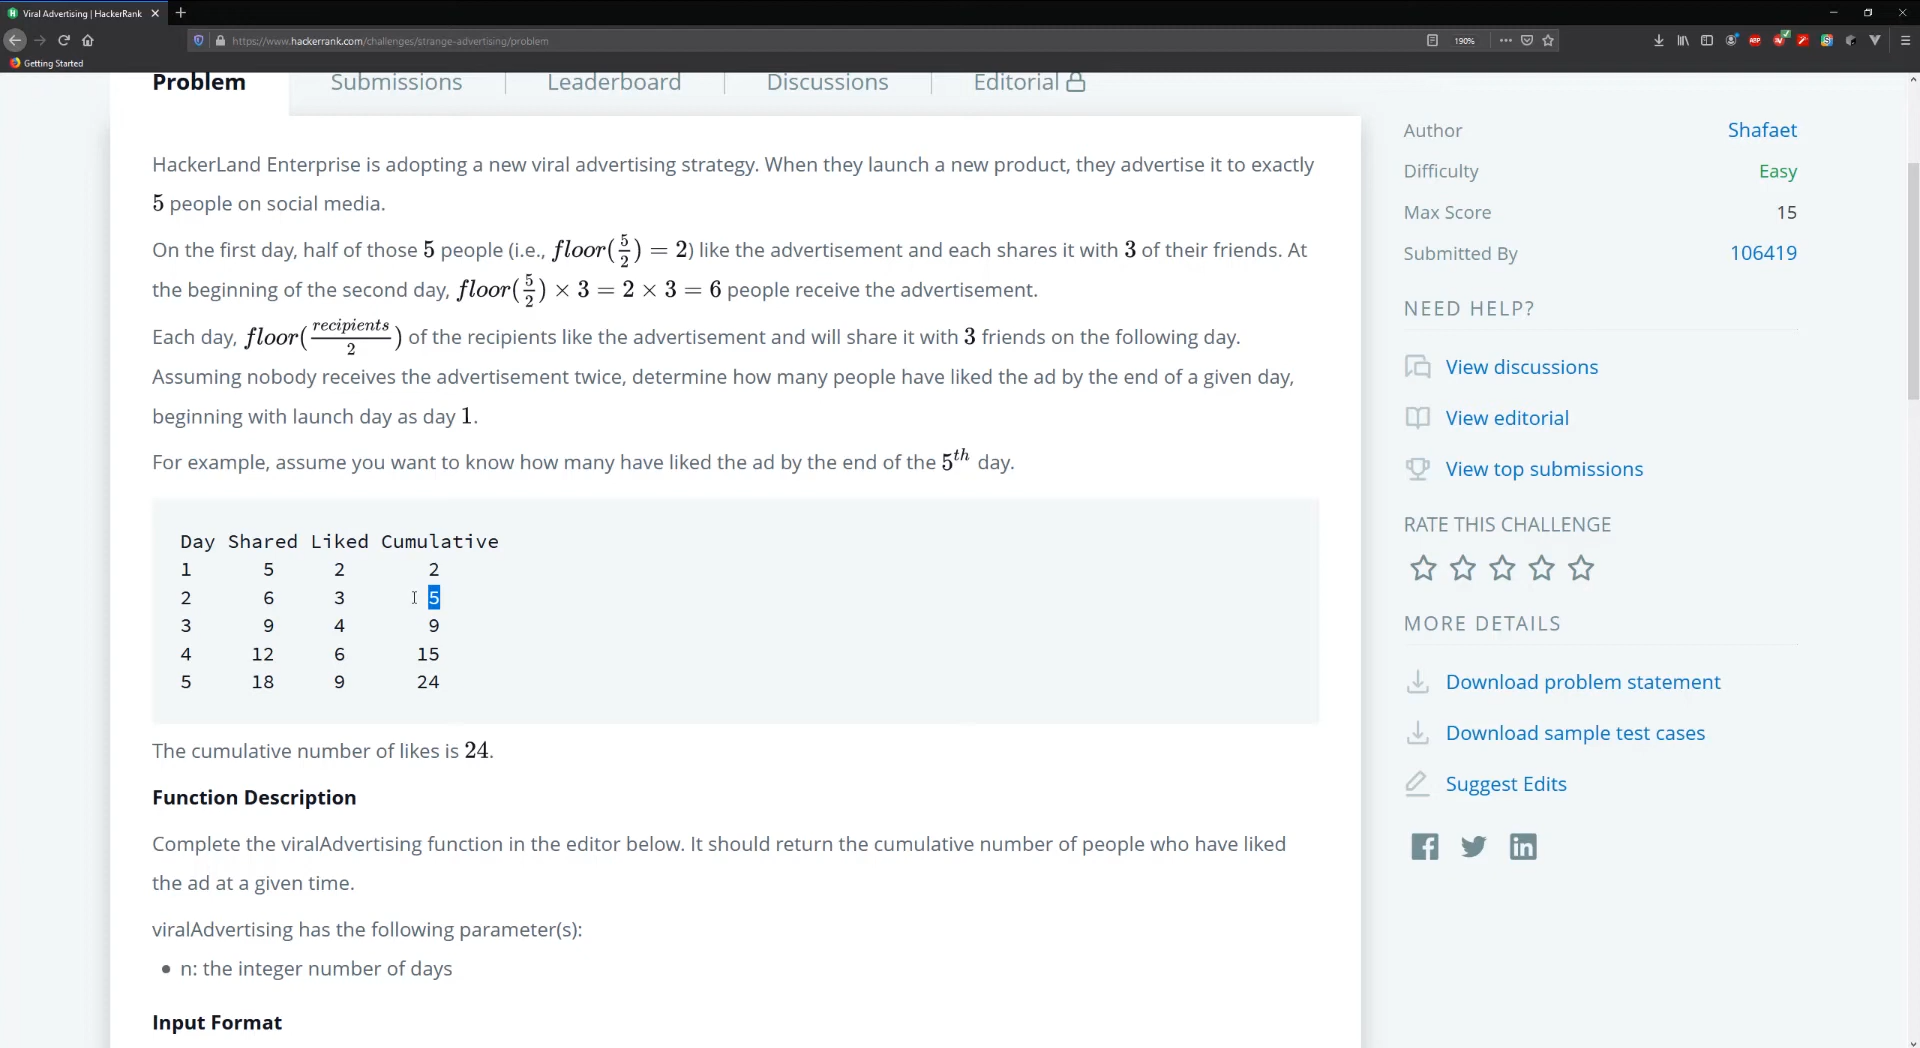 Viral Advertising | HackerRank
https://www.hackerrank.com/challenges/strange-advertising/problem
190%
ABP
Getting Started
Problem
Submissions
Leaderboard
Discussions
Editorial
HackerLand Enterprise is adopting a new viral advertising strategy. When they launch a new product, they advertise it to exactly
5 people on social media.
On the first day, half of those 5 people (i.e., floor(5/2) = 2) like the advertisement and each shares it with 3 of their friends. At
the beginning of the second day, floor(5/2) × 3 = 2 × 3 = 6 people receive the advertisement.
Each day, floor(recipients/2) of the recipients like the advertisement and will share it with 3 friends on the following day.
Assuming nobody receives the advertisement twice, determine how many people have liked the ad by the end of a given day,
beginning with launch day as day 1.
For example, assume you want to know how many have liked the ad by the end of the 5th day.
Day Shared Liked Cumulative
1 5 2 2
2 6 3 5
3 9 4 9
4 12 6 15
5 18 9 24
The cumulative number of likes is 24.
Function Description
Complete the viralAdvertising function in the editor below. It should return the cumulative number of people who have liked
the ad at a given time.
viralAdvertising has the following parameter(s):
• n: the integer number of days
Input Format
Author Shafaet
Difficulty Easy
Max Score 15
Submitted By 106419
NEED HELP?
View discussions
View editorial
View top submissions
RATE THIS CHALLENGE
MORE DETAILS
Download problem statement
Download sample test cases
Suggest Edits